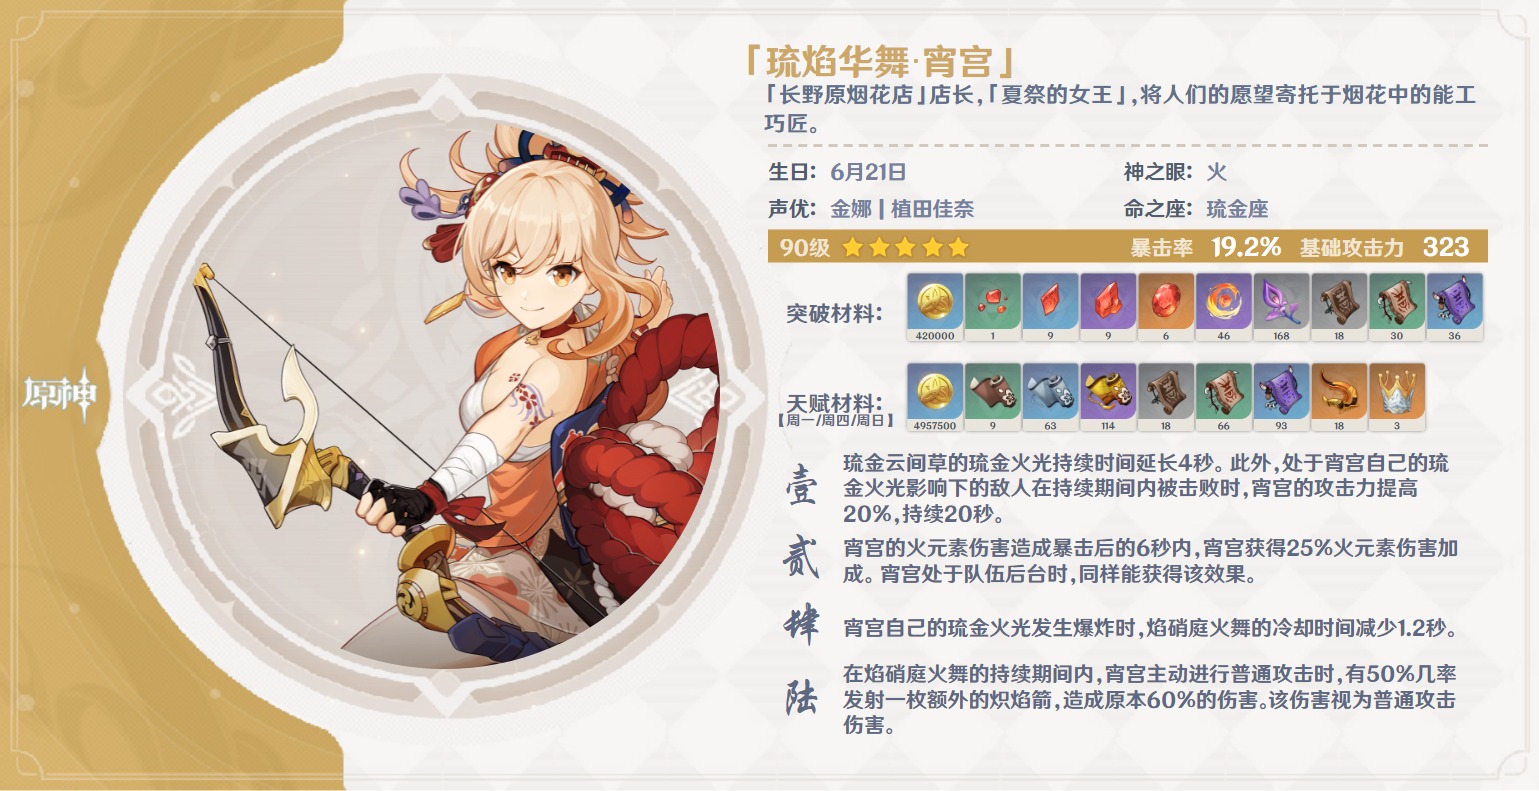 原神
「琉焰华舞·宵宫」
「长野原烟花店」店长,「夏祭的女王」,将人们的愿望寄托于烟花中的能工
巧匠。
生日: 6月21日 神之眼: 火
声优: 金娜 | 植田佳奈 命之座: 琉金座
90级 暴击率 19.2% 基础攻击力 323
突破材料:
420000 1 9 9 6 46 168 18 30 36
天赋材料:
【周一/周四/周日】
4957500 9 63 114 18 66 93 18 3
壹
琉金云间草的琉金火光持续时间延长4秒。此外,处于宵宫自己的琉
金火光影响下的敌人在持续期间内被击败时,宵宫的攻击力提高
20%,持续20秒。
贰
宵宫的火元素伤害造成暴击后的6秒内,宵宫获得25%火元素伤害加
成。宵宫处于队伍后台时,同样能获得该效果。
肆
宵宫自己的琉金火光发生爆炸时,焰硝庭火舞的冷却时间减少1.2秒。
陆
在焰硝庭火舞的持续期间内,宵宫主动进行普通攻击时,有50%几率
发射一枚额外的炽焰箭,造成原本60%的伤害。该伤害视为普通攻击
伤害。